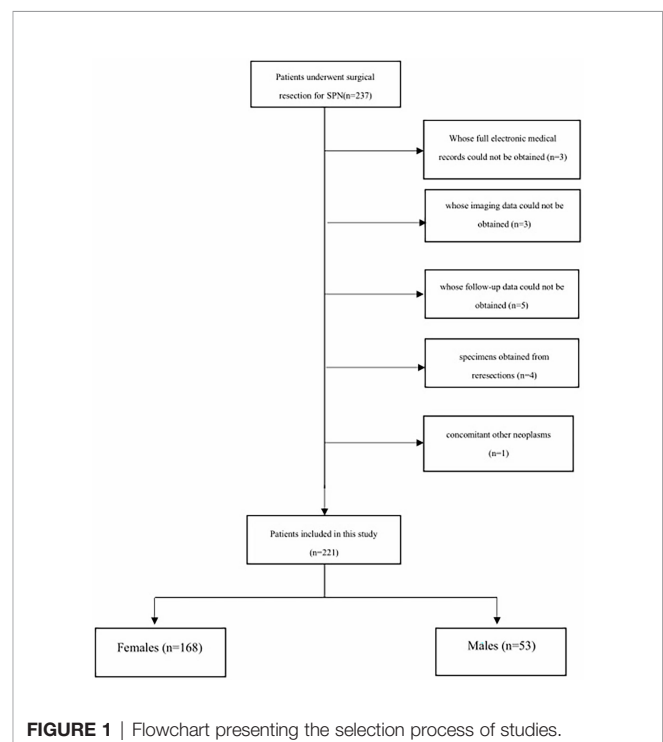 Patients underwent surgical
resection for SPN(n=237)
Whose full electronic medical
records could not be obtained (n=3)
whose imaging data could not be
obtained (n=3)
whose follow-up data could not be
obtained (n=5)
specimens obtained from
reresections (n=4)
concomitant other neoplasms
(n=1)
Patients included in this study
(n=221)
Females (n=168)
Males (n=53)
FIGURE 1 | Flowchart presenting the selection process of studies.